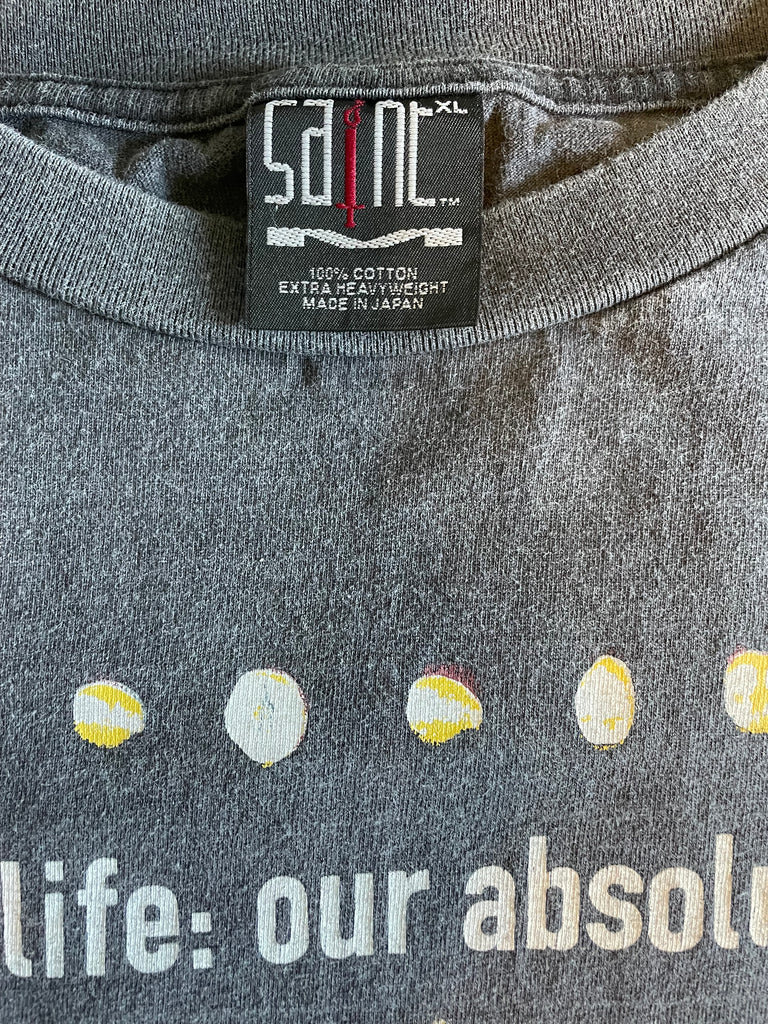 SAINT XL
TM
100% COTTON
EXTRA HEAVYWEIGHT
MADE IN JAPAN
life: our absol